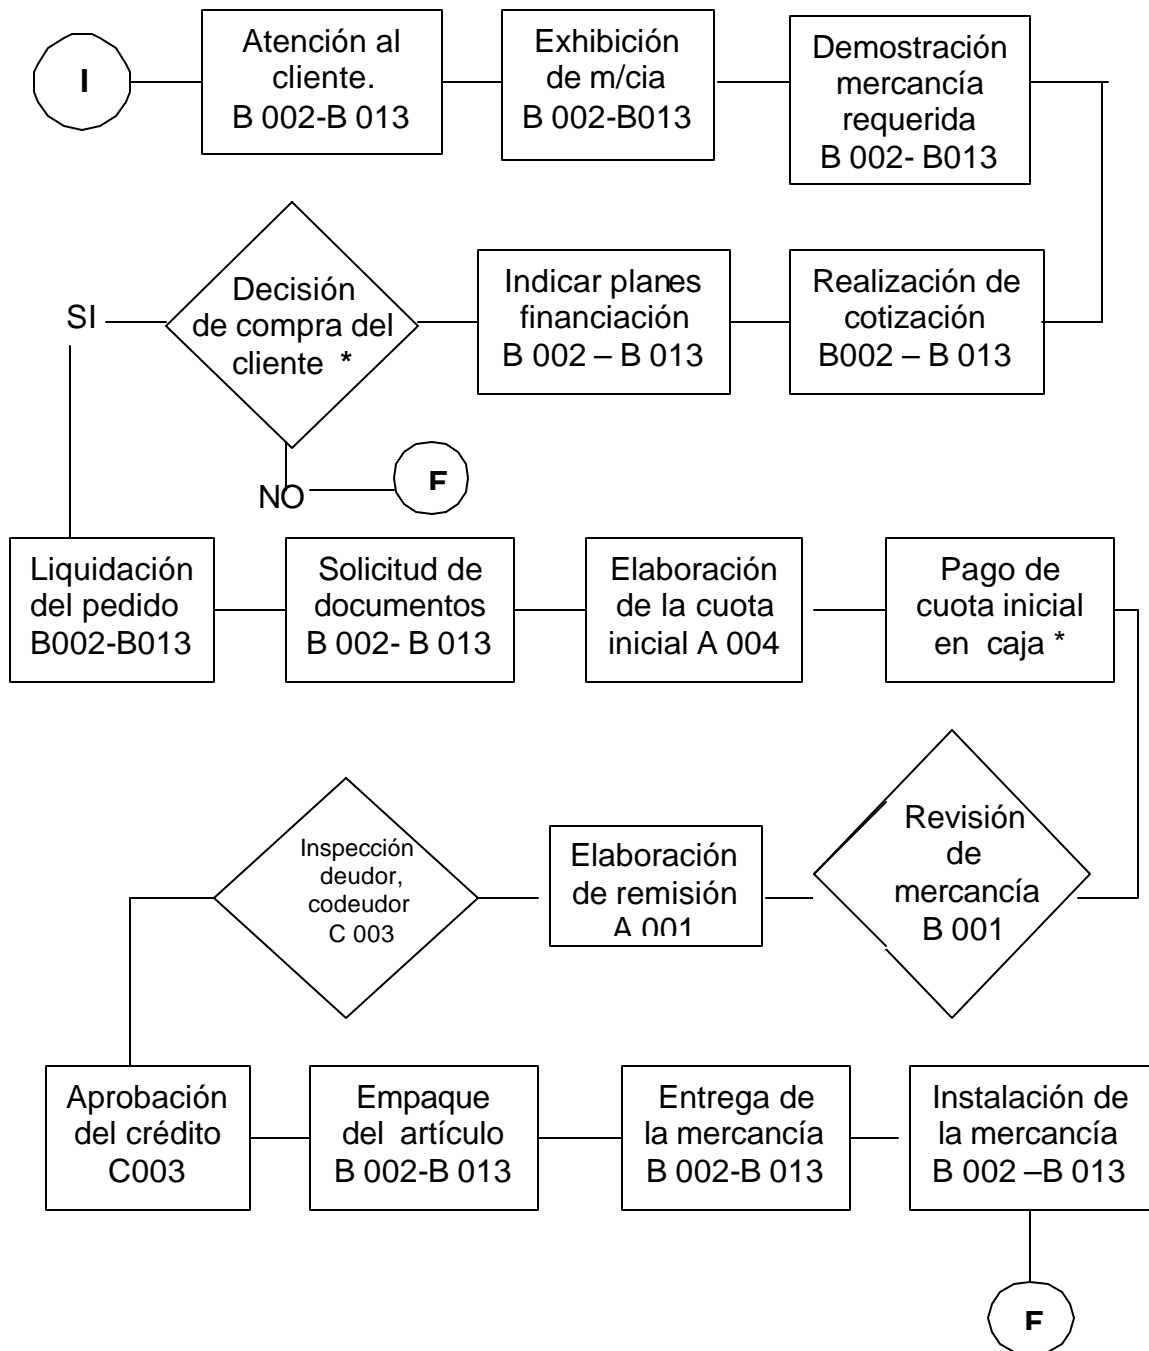 I
Atención al
cliente.
B 002-B 013
Exhibición
de m/cia
B 002-B013
Demostración
mercancía
requerida
B 002- B013
Realización de
cotización
B002 – B 013
Indicar planes
financiación
B 002 – B 013
Decisión
de compra del
cliente *
SI
NO
F
Liquidación
del pedido
B002-B013
Solicitud de
documentos
B 002- B 013
Elaboración
de la cuota
inicial A 004
Pago de
cuota inicial
en caja *
Revisión
de
mercancía
B 001
Elaboración
de remisión
A 001
Inspección
deudor,
codeudor
C 003
Aprobación
del crédito
C003
Empaque
del artículo
B 002-B 013
Entrega de
la mercancía
B 002-B 013
Instalación de
la mercancía
B 002 –B 013
F